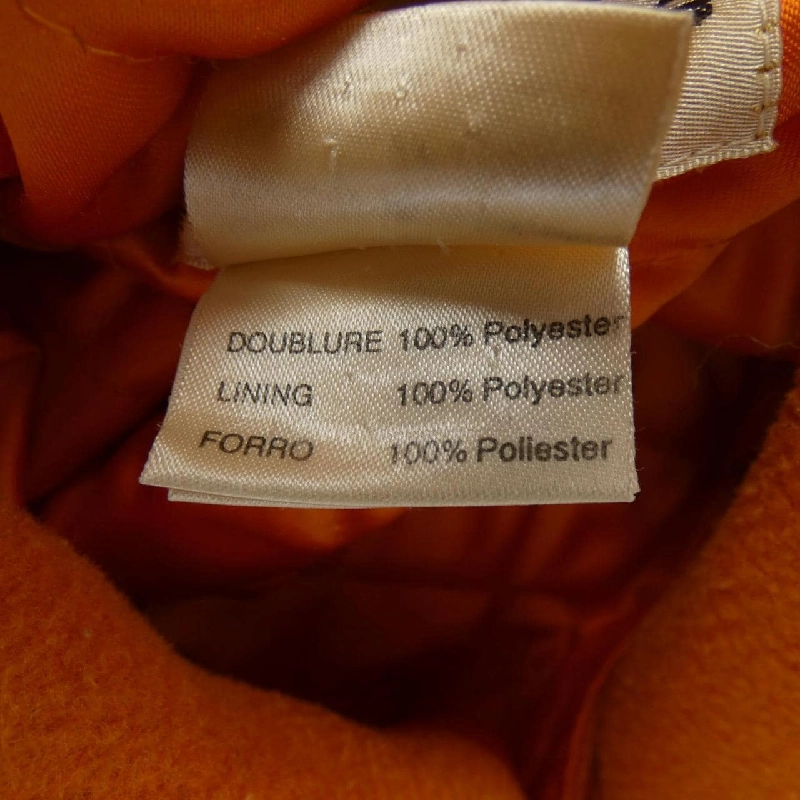 DOUBLURE 100% Polyester
LINING 100% Polyester
FORRO 100% Poliester